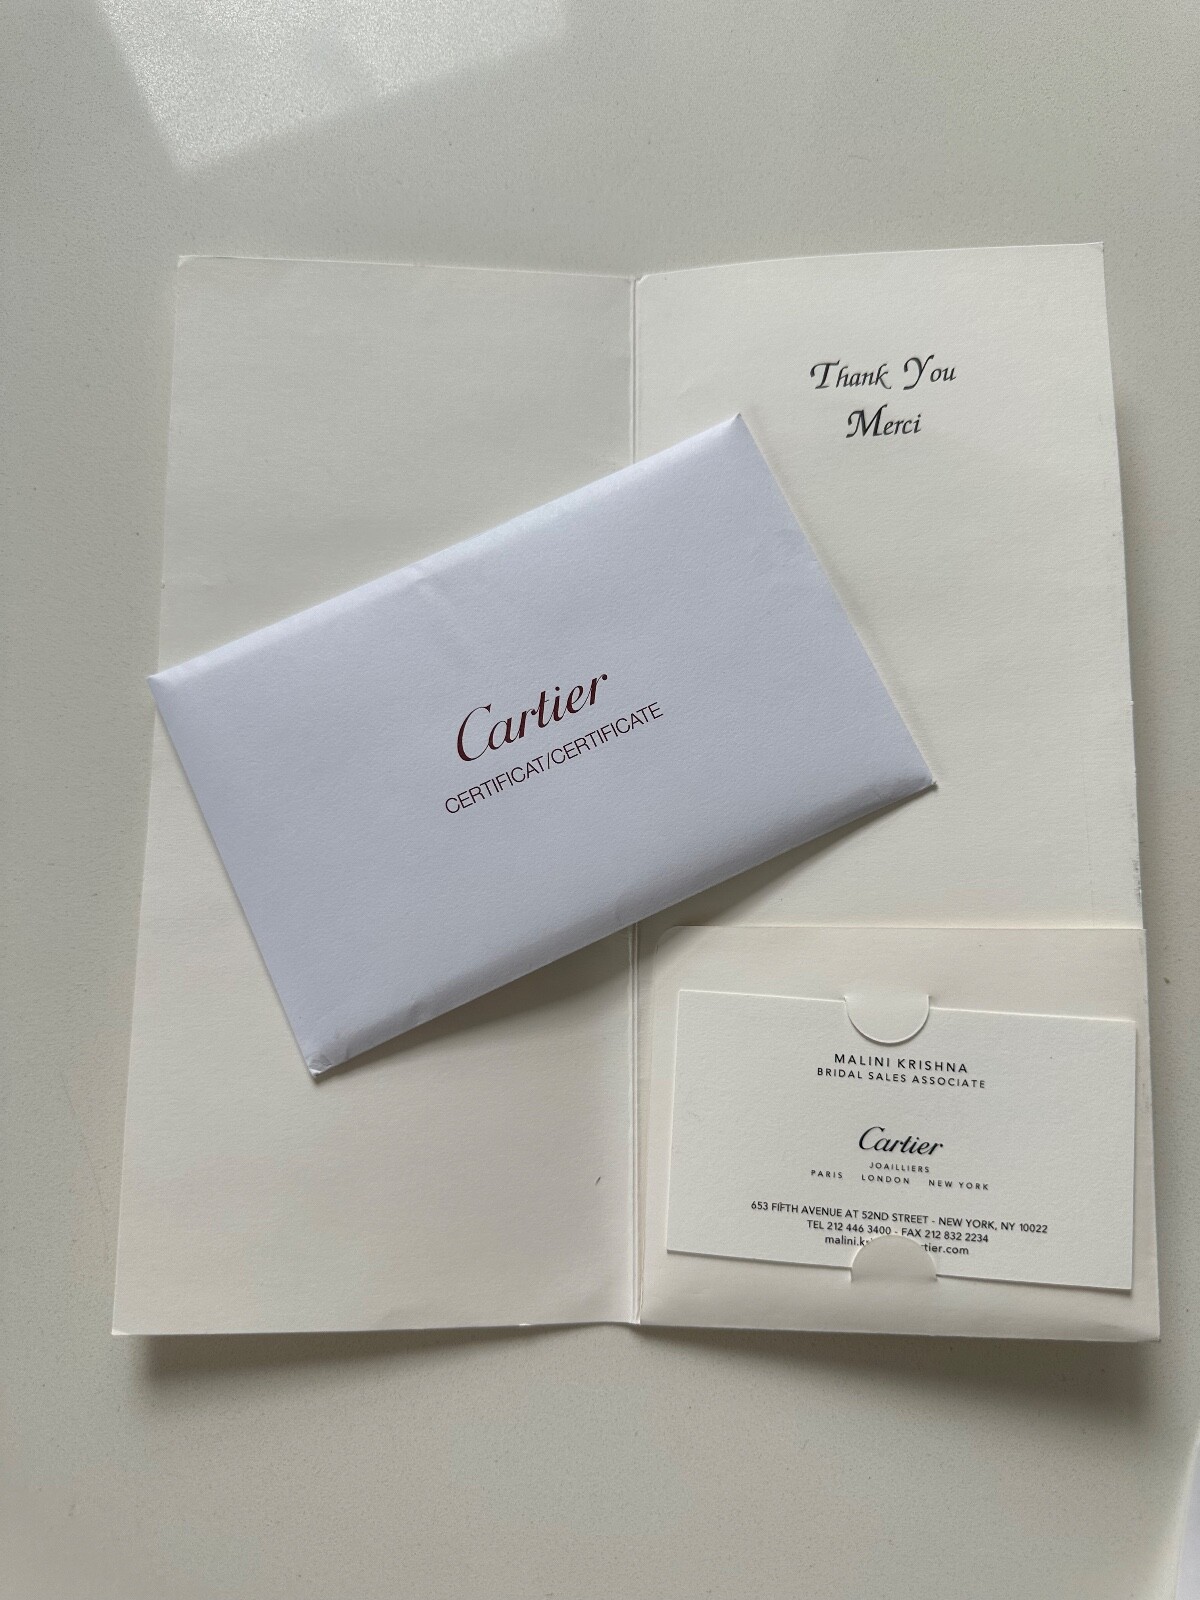 Thank You
Merci
Cartier
CERTIFICAT/CERTIFICATE
MALINI KRISHNA
BRIDAL SALES ASSOCIATE
Cartier
JOAILLIERS
PARIS LONDON NEW YORK
653 FIFTH AVENUE AT 52ND STREET - NEW YORK, NY 10022
TEL 212 446 3400 - FAX 212 832 2234